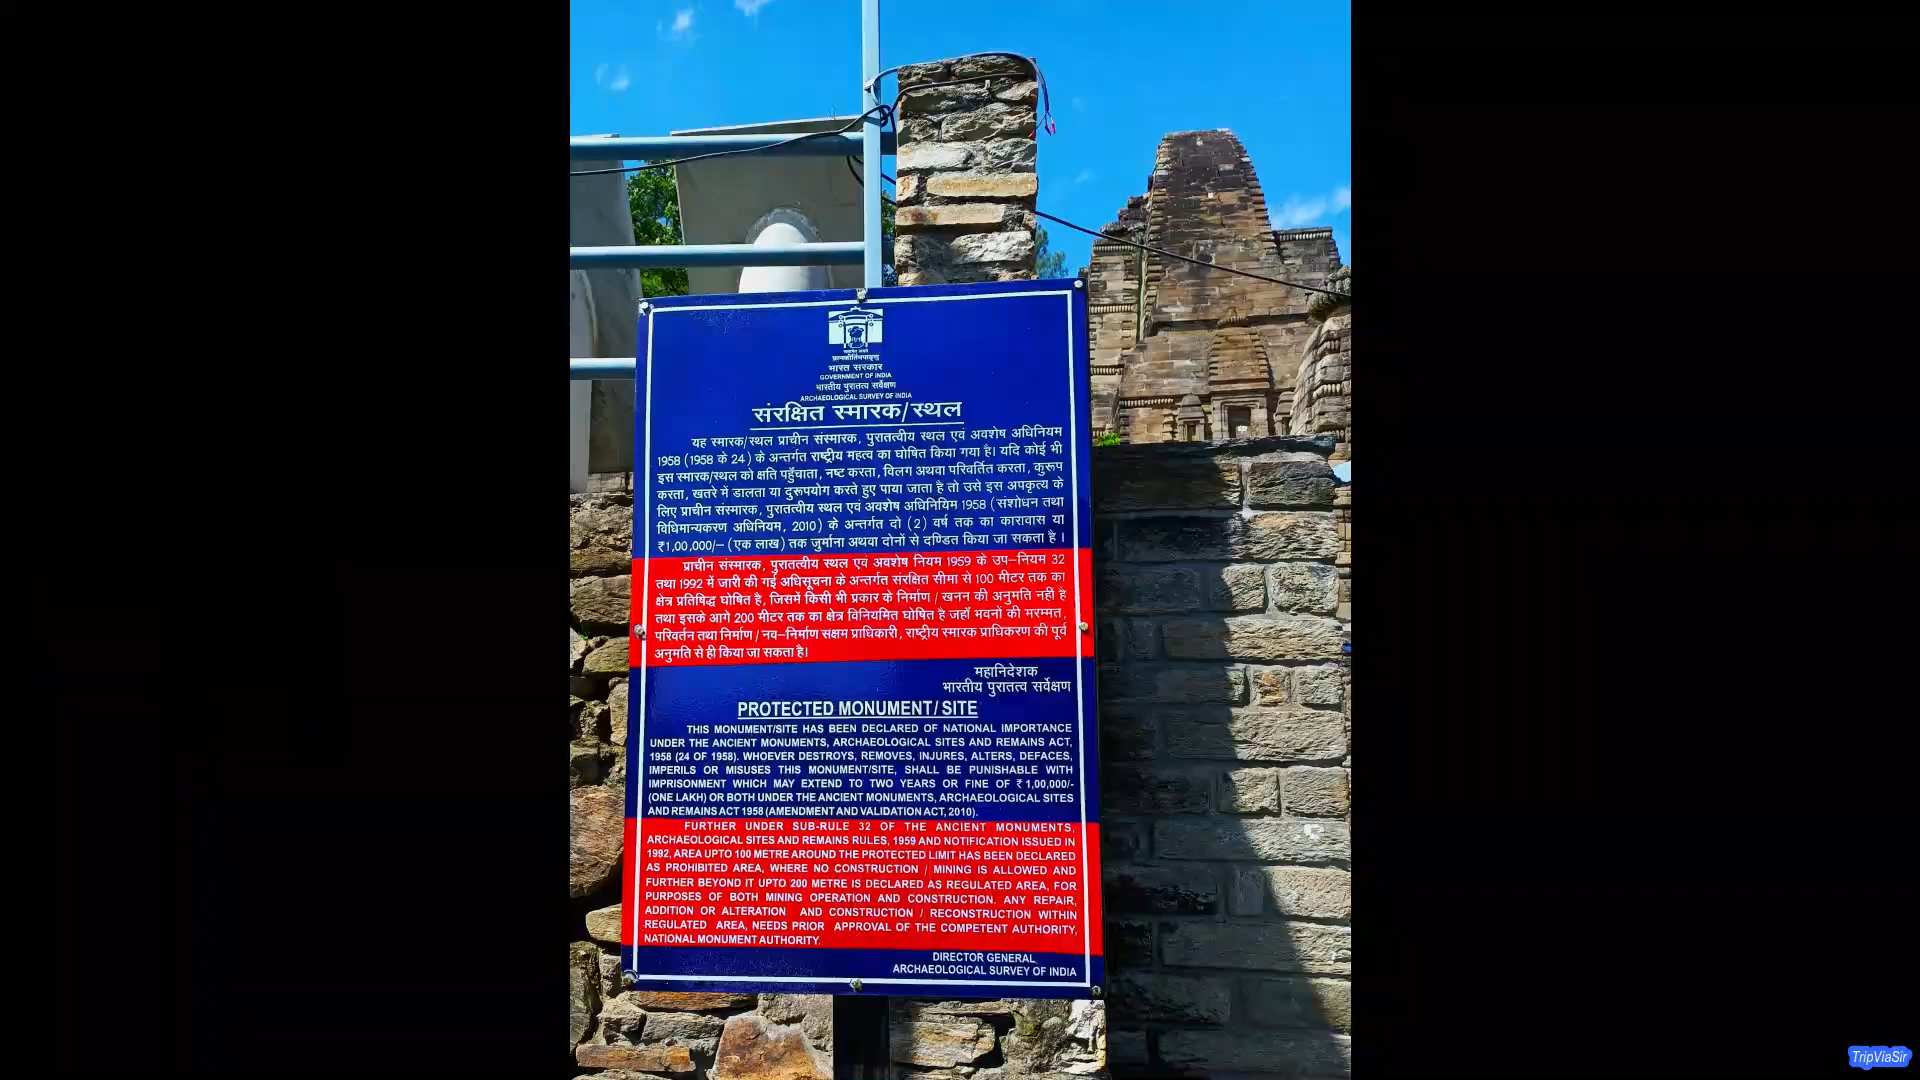 सत्यमेव जयते
प्रत्नकीर्तिमपावृणु
भारत सरकार
GOVERNMENT OF INDIA
भारतीय पुरातत्व सर्वेक्षण
ARCHAEOLOGICAL SURVEY OF INDIA
संरक्षित स्मारक/स्थल
यह स्मारक/स्थल प्राचीन संस्मारक, पुरातत्वीय स्थल एवं अवशेष अधिनियम
1958 (1958 के 24) के अन्तर्गत राष्ट्रीय महत्व का घोषित किया गया है। यदि कोई भी
इस स्मारक/स्थल को क्षति पहुँचाता, नष्ट करता, विलग अथवा परिवर्तित करता, कुरूप
करता, खतरे में डालता या दुरूपयोग करते हुए पाया जाता है तो उसे इस अपकृत्य के
लिए प्राचीन संस्मारक, पुरातत्वीय स्थल एवं अवशेष अधिनियिम 1958 (संशोधन तथा
विधिमान्यकरण अधिनियम, 2010) के अन्तर्गत दो (2) वर्ष तक का कारावास या
₹1,00,000/– (एक लाख) तक जुर्माना अथवा दोनों से दण्डित किया जा सकता है ।
प्राचीन संस्मारक, पुरातत्वीय स्थल एवं अवशेष नियम 1959 के उप–नियम 32
तथा 1992 में जारी की गई अधिसूचना के अन्तर्गत संरक्षित सीमा से 100 मीटर तक का
क्षेत्र प्रतिषिद्ध घोषित है, जिसमें किसी भी प्रकार के निर्माण / खनन की अनुमति नहीं है
तथा इसके आगे 200 मीटर तक का क्षेत्र विनियमित घोषित है जहाँ भवनों की मरम्मत,
परिवर्तन तथा निर्माण / नव–निर्माण सक्षम प्राधिकारी, राष्ट्रीय स्मारक प्राधिकरण की पूर्व
अनुमति से ही किया जा सकता है।
महानिदेशक
भारतीय पुरातत्व सर्वेक्षण
PROTECTED MONUMENT/ SITE
THIS MONUMENT/SITE HAS BEEN DECLARED OF NATIONAL IMPORTANCE
UNDER THE ANCIENT MONUMENTS, ARCHAEOLOGICAL SITES AND REMAINS ACT,
1958 (24 OF 1958). WHOEVER DESTROYS, REMOVES, INJURES, ALTERS, DEFACES,
IMPERILS OR MISUSES THIS MONUMENT/SITE, SHALL BE PUNISHABLE WITH
IMPRISONMENT WHICH MAY EXTEND TO TWO YEARS OR FINE OF ₹ 1,00,000/-
(ONE LAKH) OR BOTH UNDER THE ANCIENT MONUMENTS, ARCHAEOLOGICAL SITES
AND REMAINS ACT 1958 (AMENDMENT AND VALIDATION ACT, 2010).
FURTHER UNDER SUB-RULE 32 OF THE ANCIENT MONUMENTS,
ARCHAEOLOGICAL SITES AND REMAINS RULES, 1959 AND NOTIFICATION ISSUED IN
1992, AREA UPTO 100 METRE AROUND THE PROTECTED LIMIT HAS BEEN DECLARED
AS PROHIBITED AREA, WHERE NO CONSTRUCTION / MINING IS ALLOWED AND
FURTHER BEYOND IT UPTO 200 METRE IS DECLARED AS REGULATED AREA, FOR
PURPOSES OF BOTH MINING OPERATION AND CONSTRUCTION. ANY REPAIR,
ADDITION OR ALTERATION AND CONSTRUCTION / RECONSTRUCTION WITHIN
REGULATED AREA, NEEDS PRIOR APPROVAL OF THE COMPETENT AUTHORITY,
NATIONAL MONUMENT AUTHORITY.
DIRECTOR GENERAL
ARCHAEOLOGICAL SURVEY OF INDIA
TripViaSir